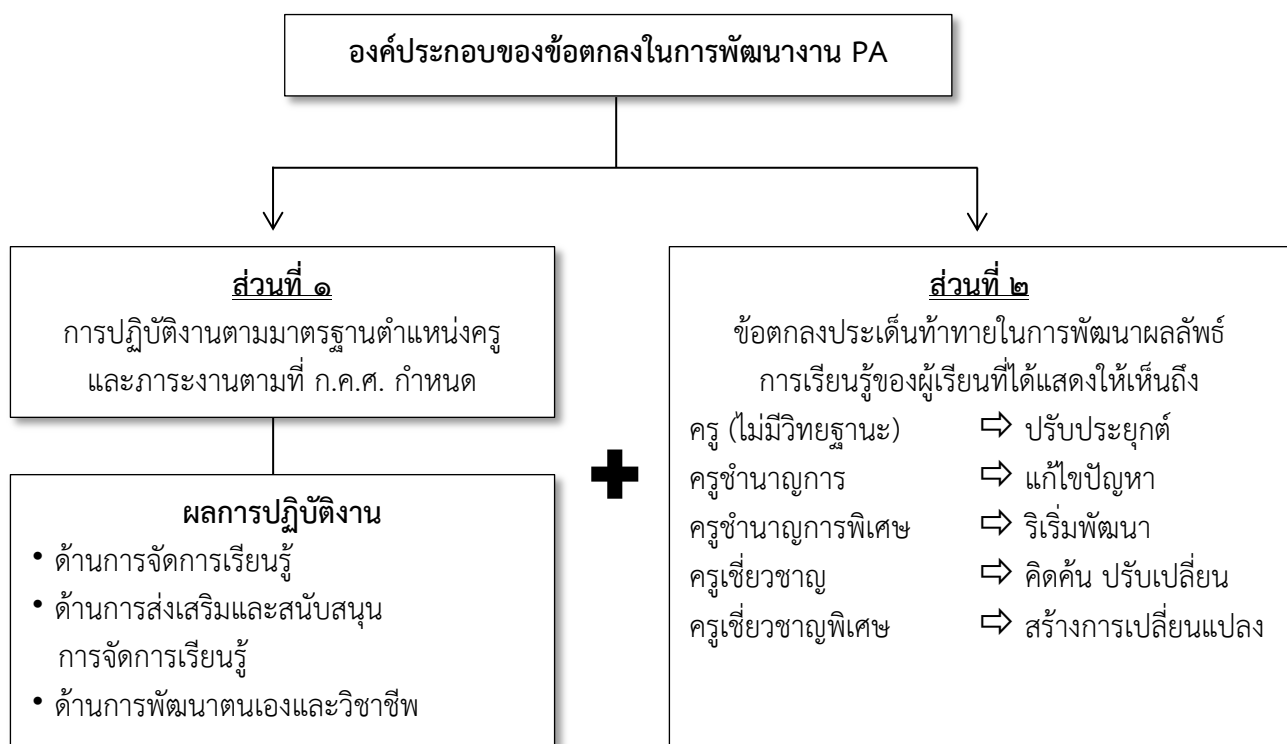 องค์ประกอบของข้อตกลงในการพัฒนางาน PA
ส่วนที่ ๑
การปฏิบัติงานตามมาตรฐานตำแหน่งครู
และภาระงานตามที่ ก.ค.ศ. กำหนด
ผลการปฏิบัติงาน
• ด้านการจัดการเรียนรู้
• ด้านการส่งเสริมและสนับสนุน
การจัดการเรียนรู้
• ด้านการพัฒนาตนเองและวิชาชีพ
ส่วนที่ ๒
ข้อตกลงประเด็นท้าทายในการพัฒนาผลลัพธ์
การเรียนรู้ของผู้เรียนที่ได้แสดงให้เห็นถึง
ครู (ไม่มีวิทยฐานะ) ⇨ ปรับประยุกต์
ครูชำนาญการ ⇨ แก้ไขปัญหา
ครูชำนาญการพิเศษ ⇨ ริเริ่มพัฒนา
ครูเชี่ยวชาญ ⇨ คิดค้น ปรับเปลี่ยน
ครูเชี่ยวชาญพิเศษ ⇨ สร้างการเปลี่ยนแปลง